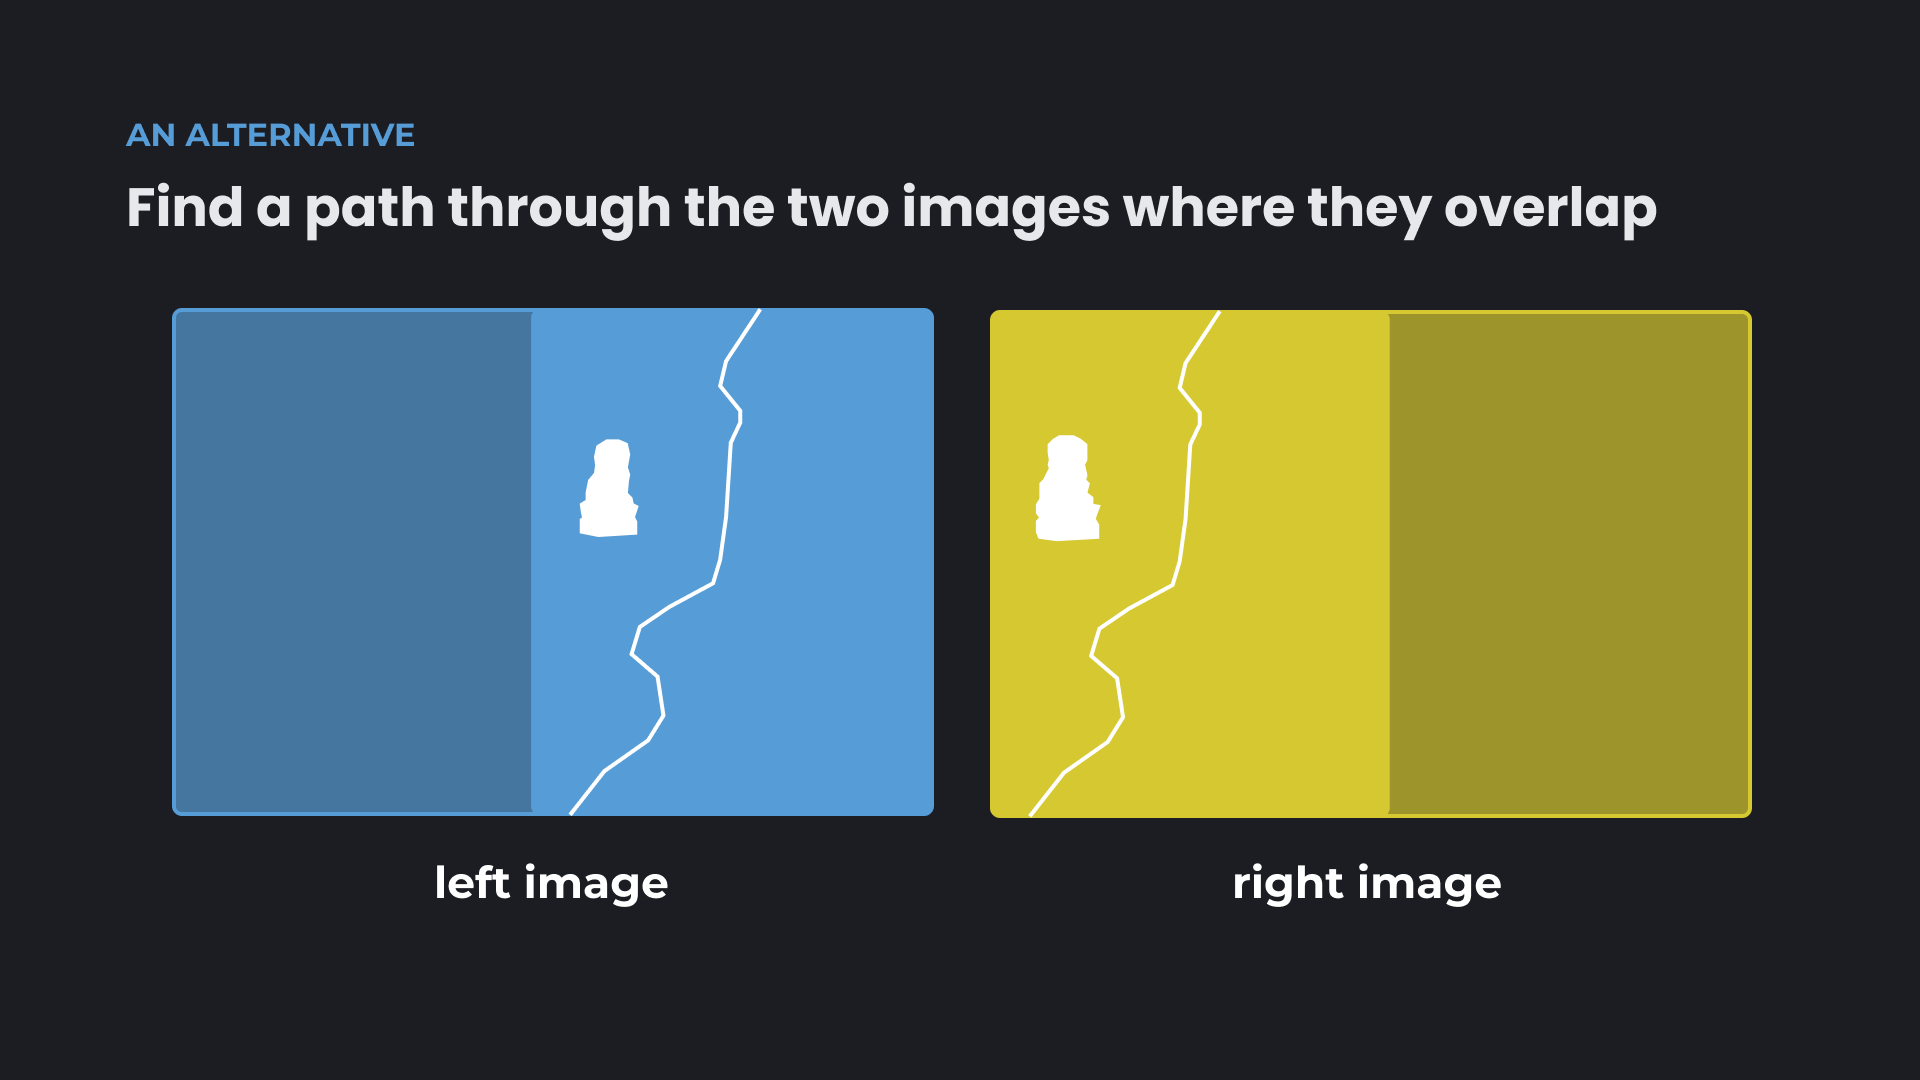 AN ALTERNATIVE
Find a path through the two images where they overlap
left image
right image